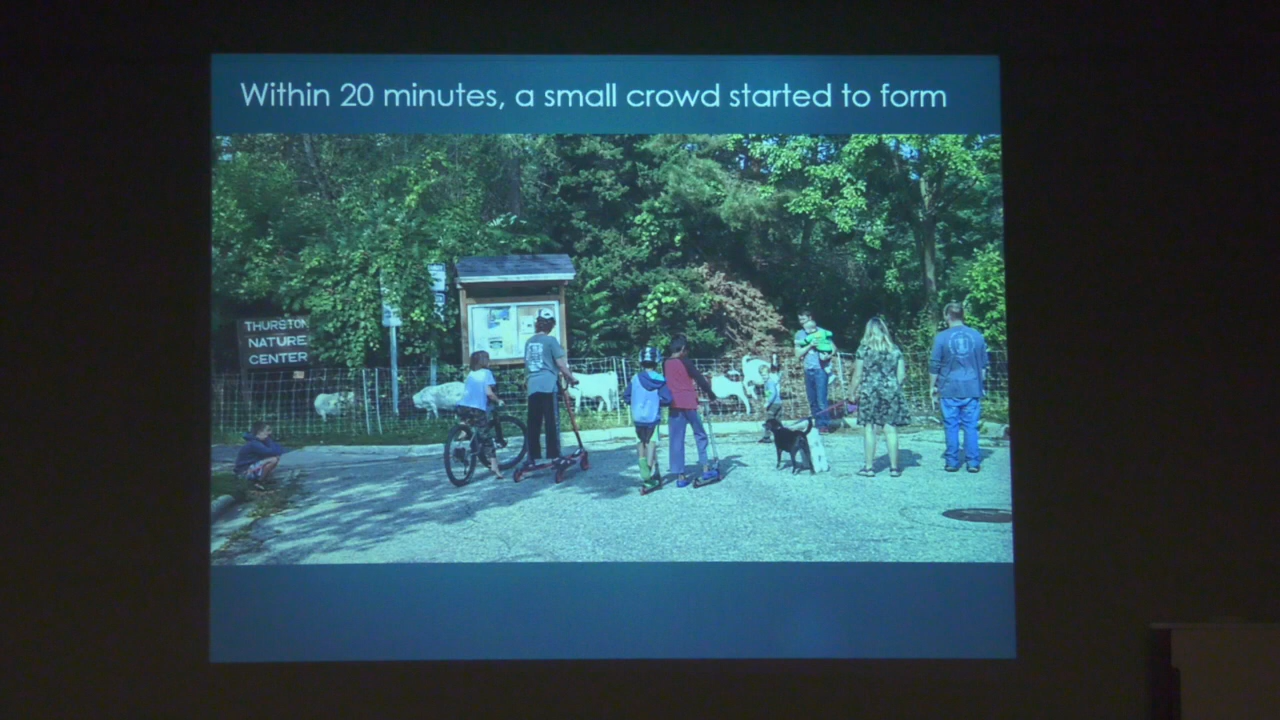 Within 20 minutes, a small crowd started to form
THURSTON
NATURE
CENTER